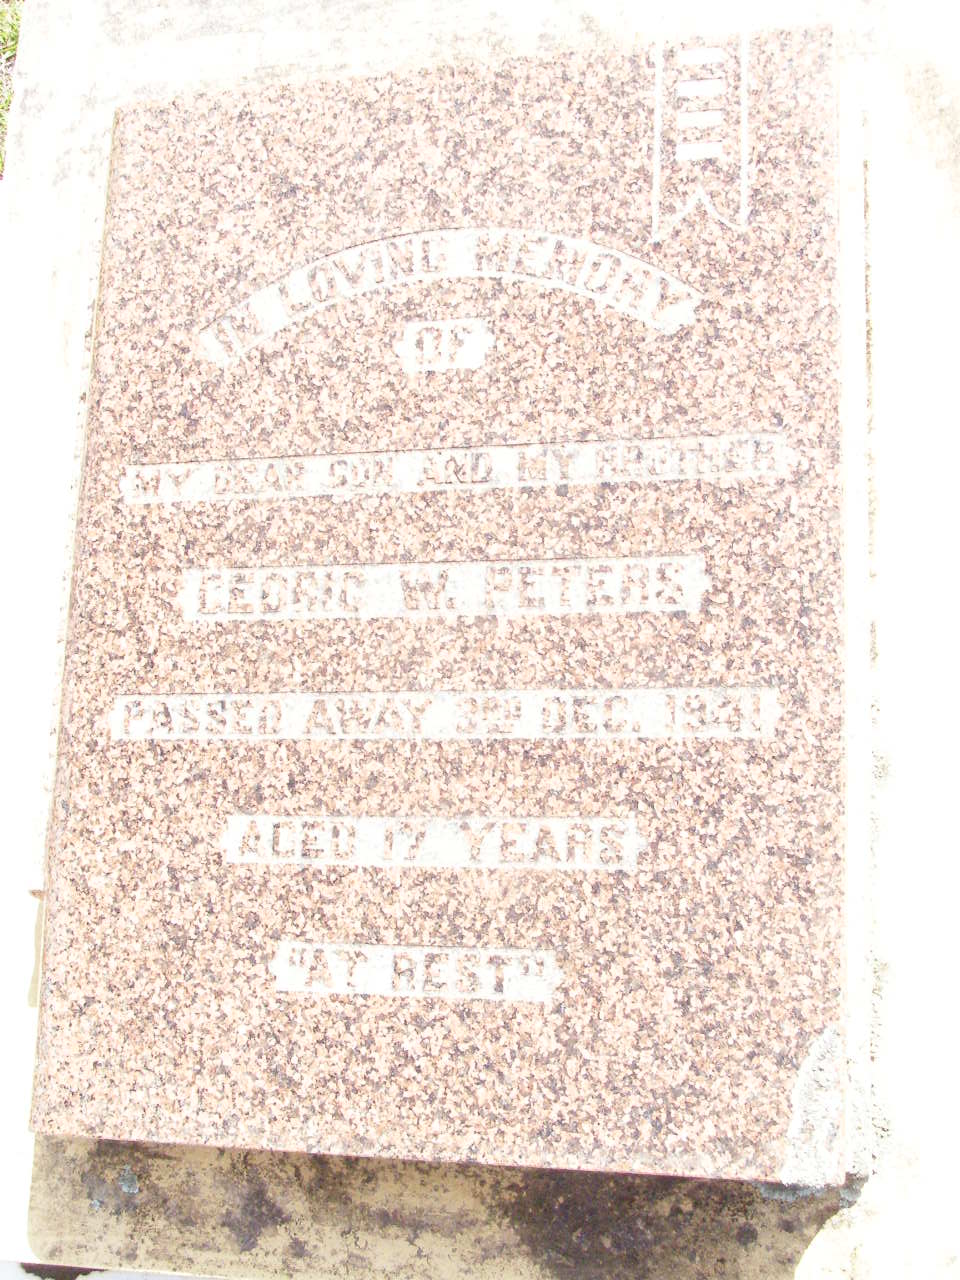 IN LOVING MEMORY
OF
MY DEAR SON AND MY BROTHER
GEORGE W. PETERS
PASSED AWAY 3RD DEC. 1941
AGED 17 YEARS
"AT REST"